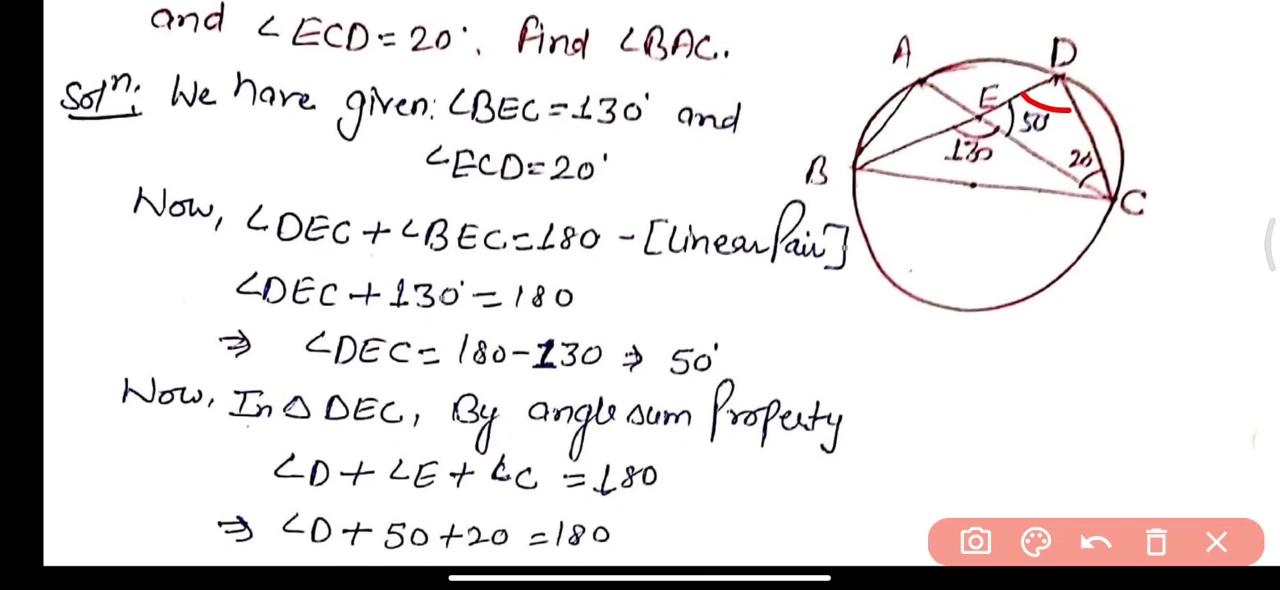 and ∠ECD=20°. Find ∠BAC.
Solⁿ: We have given: ∠BEC=130° and
∠ECD=20°
Now, ∠DEC+∠BEC=180 -[Linear Pair]
∠DEC+130°=180
⇒ ∠DEC=180-130 ⇒ 50°
Now, In △DEC, By angle sum Property
∠D+∠E+∠C=180
⇒ ∠D+50+20=180
A
D
E
50
130
20
B
C